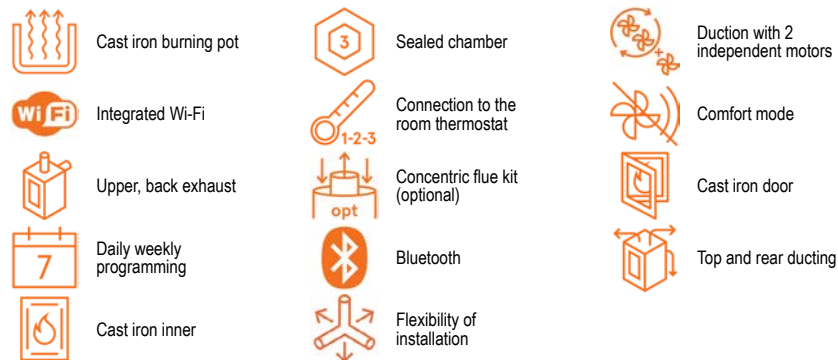 Cast iron burning pot
Wi Fi
Integrated Wi-Fi
Upper, back exhaust
7
Daily weekly
programming
Cast iron inner
3
Sealed chamber
1-2-3
Connection to the
room thermostat
opt
Concentric flue kit
(optional)
Bluetooth
Flexibility of
installation
+
Duction with 2
independent motors
Comfort mode
Cast iron door
Top and rear ducting